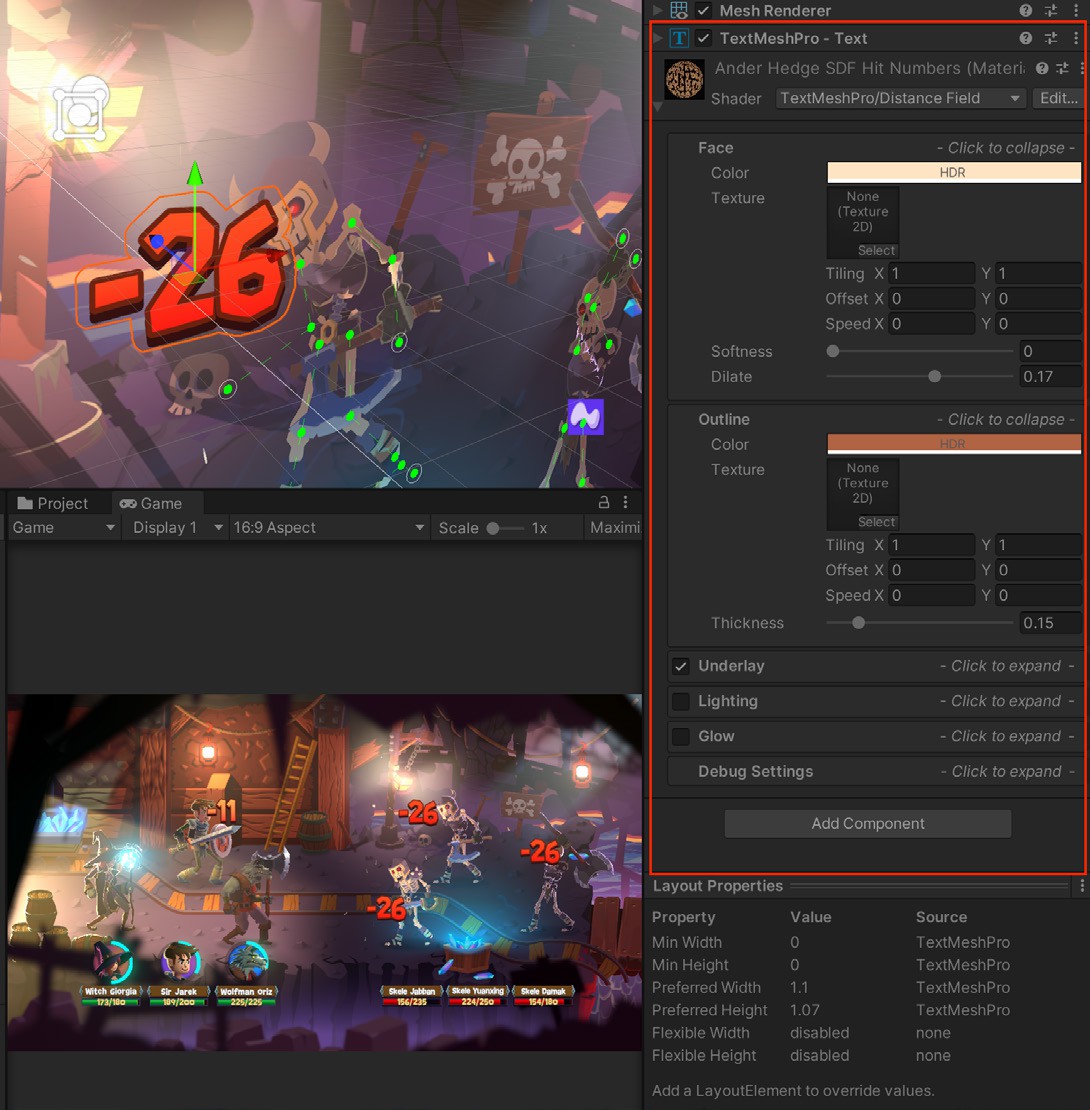 -26
Project
Game
Game
Display 1
16:9 Aspect
Scale
1x
Maximi
-11
-26
-26
-26
Witch Giorgia
Sir Jarek
Wolfman Oriz
173/180
189/200
225/225
Skele Jabban
Skele Yuanxing
Skele Damak
156/235
224/250
154/180
Mesh Renderer
TextMeshPro - Text
Ander Hedge SDF Hit Numbers (Materi
Shader
TextMeshPro/Distance Field
Edit...
Face
- Click to collapse -
Color
HDR
Texture
None
(Texture
2D)
Select
Tiling X 1 Y 1
Offset X 0 Y 0
Speed X 0 Y 0
Softness 0
Dilate 0.17
Outline
- Click to collapse -
Color
HDR
Texture
None
(Texture
2D)
Select
Tiling X 1 Y 1
Offset X 0 Y 0
Speed X 0 Y 0
Thickness 0.15
Underlay - Click to expand -
Lighting - Click to expand -
Glow - Click to expand -
Debug Settings - Click to expand -
Add Component
Layout Properties
Property Value Source
Min Width 0 TextMeshPro
Min Height 0 TextMeshPro
Preferred Width 1.1 TextMeshPro
Preferred Height 1.07 TextMeshPro
Flexible Width disabled none
Flexible Height disabled none
Add a LayoutElement to override values.